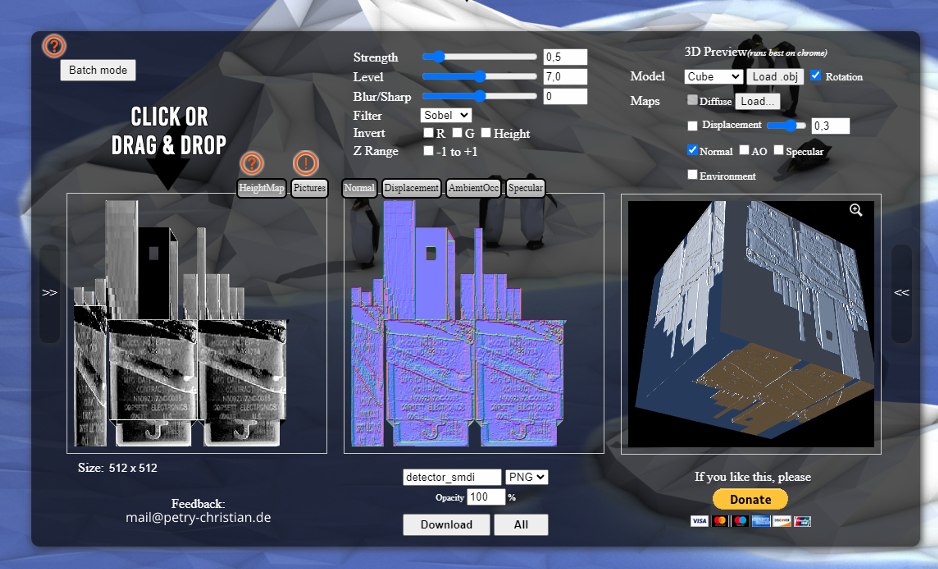 Batch mode
CLICK OR
DRAG & DROP
Strength 0,5
Level 7,0
Blur/Sharp 0
Filter Sobel
Invert R G Height
Z Range -1 to +1
3D Preview(runs best on chrome)
Model Cube Load .obj Rotation
Maps Diffuse Load...
Displacement 0,3
Normal AO Specular
Environment
HeightMap Pictures
Normal Displacement AmbientOcc Specular
>>
<<
Size: 512 x 512
Feedback:
mail@petry-christian.de
detector_smdi PNG
Opacity 100 %
Download All
If you like this, please
Donate
VISA